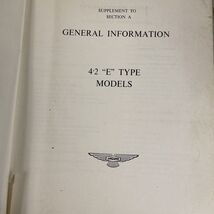 SUPPLEMENT TO
SECTION A
GENERAL INFORMATION
4·2 "E" TYPE
MODELS